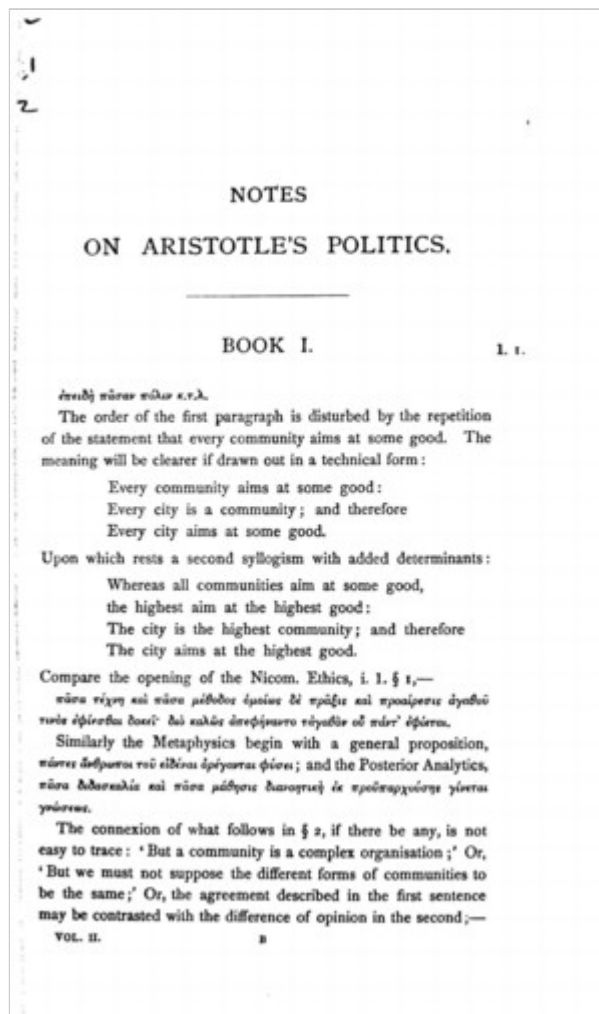 1
2
NOTES
ON ARISTOTLE'S POLITICS.
BOOK I.
1. 1.
ἐπειδὴ πᾶσαν πόλιν κ.τ.λ.
The order of the first paragraph is disturbed by the repetition
of the statement that every community aims at some good. The
meaning will be clearer if drawn out in a technical form:
Every community aims at some good:
Every city is a community; and therefore
Every city aims at some good.
Upon which rests a second syllogism with added determinants:
Whereas all communities aim at some good,
the highest aim at the highest good:
The city is the highest community; and therefore
The city aims at the highest good.
Compare the opening of the Nicom. Ethics, i. 1. § 1,—
πᾶσα τέχνη καὶ πᾶσα μέθοδος ὁμοίως δὲ πρᾶξις καὶ προαίρεσις ἀγαθοῦ
τινὸς ἐφίεσθαι δοκεῖ· διὸ καλῶς ἀπεφήναντο τἀγαθὸν οὗ πάντ' ἐφίεται.
Similarly the Metaphysics begin with a general proposition,
πάντες ἄνθρωποι τοῦ εἰδέναι ὀρέγονται φύσει; and the Posterior Analytics,
πᾶσα διδασκαλία καὶ πᾶσα μάθησις διανοητικὴ ἐκ προϋπαρχούσης γίνεται
γνώσεως.
The connexion of what follows in § 2, if there be any, is not
easy to trace: 'But a community is a complex organisation;' Or,
'But we must not suppose the different forms of communities to
be the same;' Or, the agreement described in the first sentence
may be contrasted with the difference of opinion in the second;—
VOL. II.
B